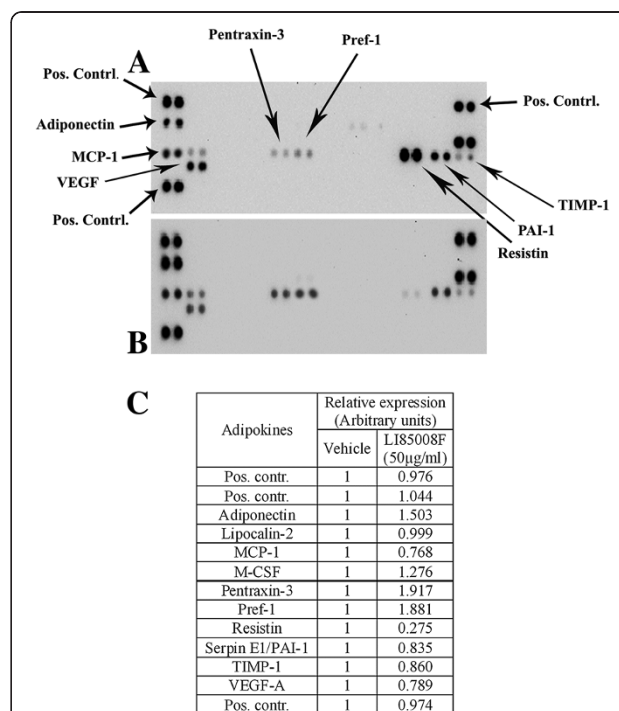 Pentraxin-3
Pref-1
A
Pos. Contrl.
Pos. Contrl.
Adiponectin
MCP-1
VEGF
Pos. Contrl.
TIMP-1
PAI-1
Resistin
B
C
Adipokines
Relative expression
(Arbitrary units)
Vehicle
LI85008F
(50µg/ml)
Pos. contr. 1 0.976
Pos. contr. 1 1.044
Adiponectin 1 1.503
Lipocalin-2 1 0.999
MCP-1 1 0.768
M-CSF 1 1.276
Pentraxin-3 1 1.917
Pref-1 1 1.881
Resistin 1 0.275
Serpin E1/PAI-1 1 0.835
TIMP-1 1 0.860
VEGF-A 1 0.789
Pos. contr. 1 0.974